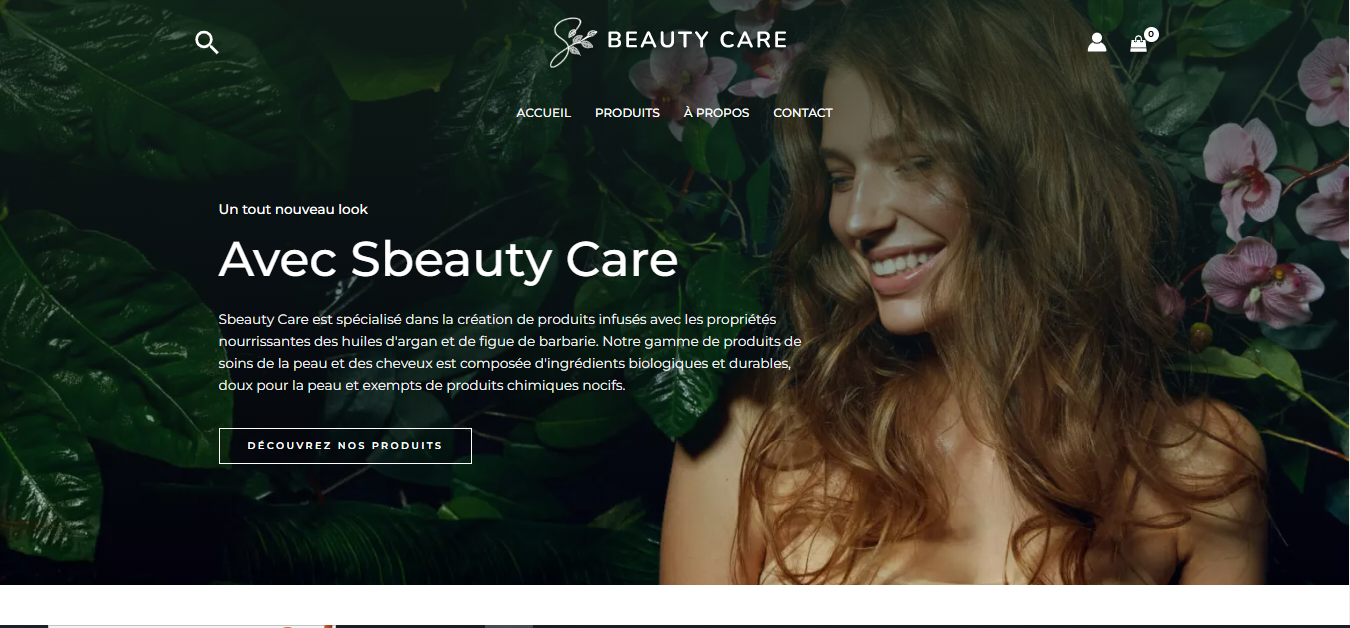 BEAUTY CARE
0
ACCUEIL PRODUITS À PROPOS CONTACT
Un tout nouveau look
Avec Sbeauty Care
Sbeauty Care est spécialisé dans la création de produits infusés avec les propriétés
nourrissantes des huiles d'argan et de figue de barbarie. Notre gamme de produits de
soins de la peau et des cheveux est composée d'ingrédients biologiques et durables,
doux pour la peau et exempts de produits chimiques nocifs.
DÉCOUVREZ NOS PRODUITS